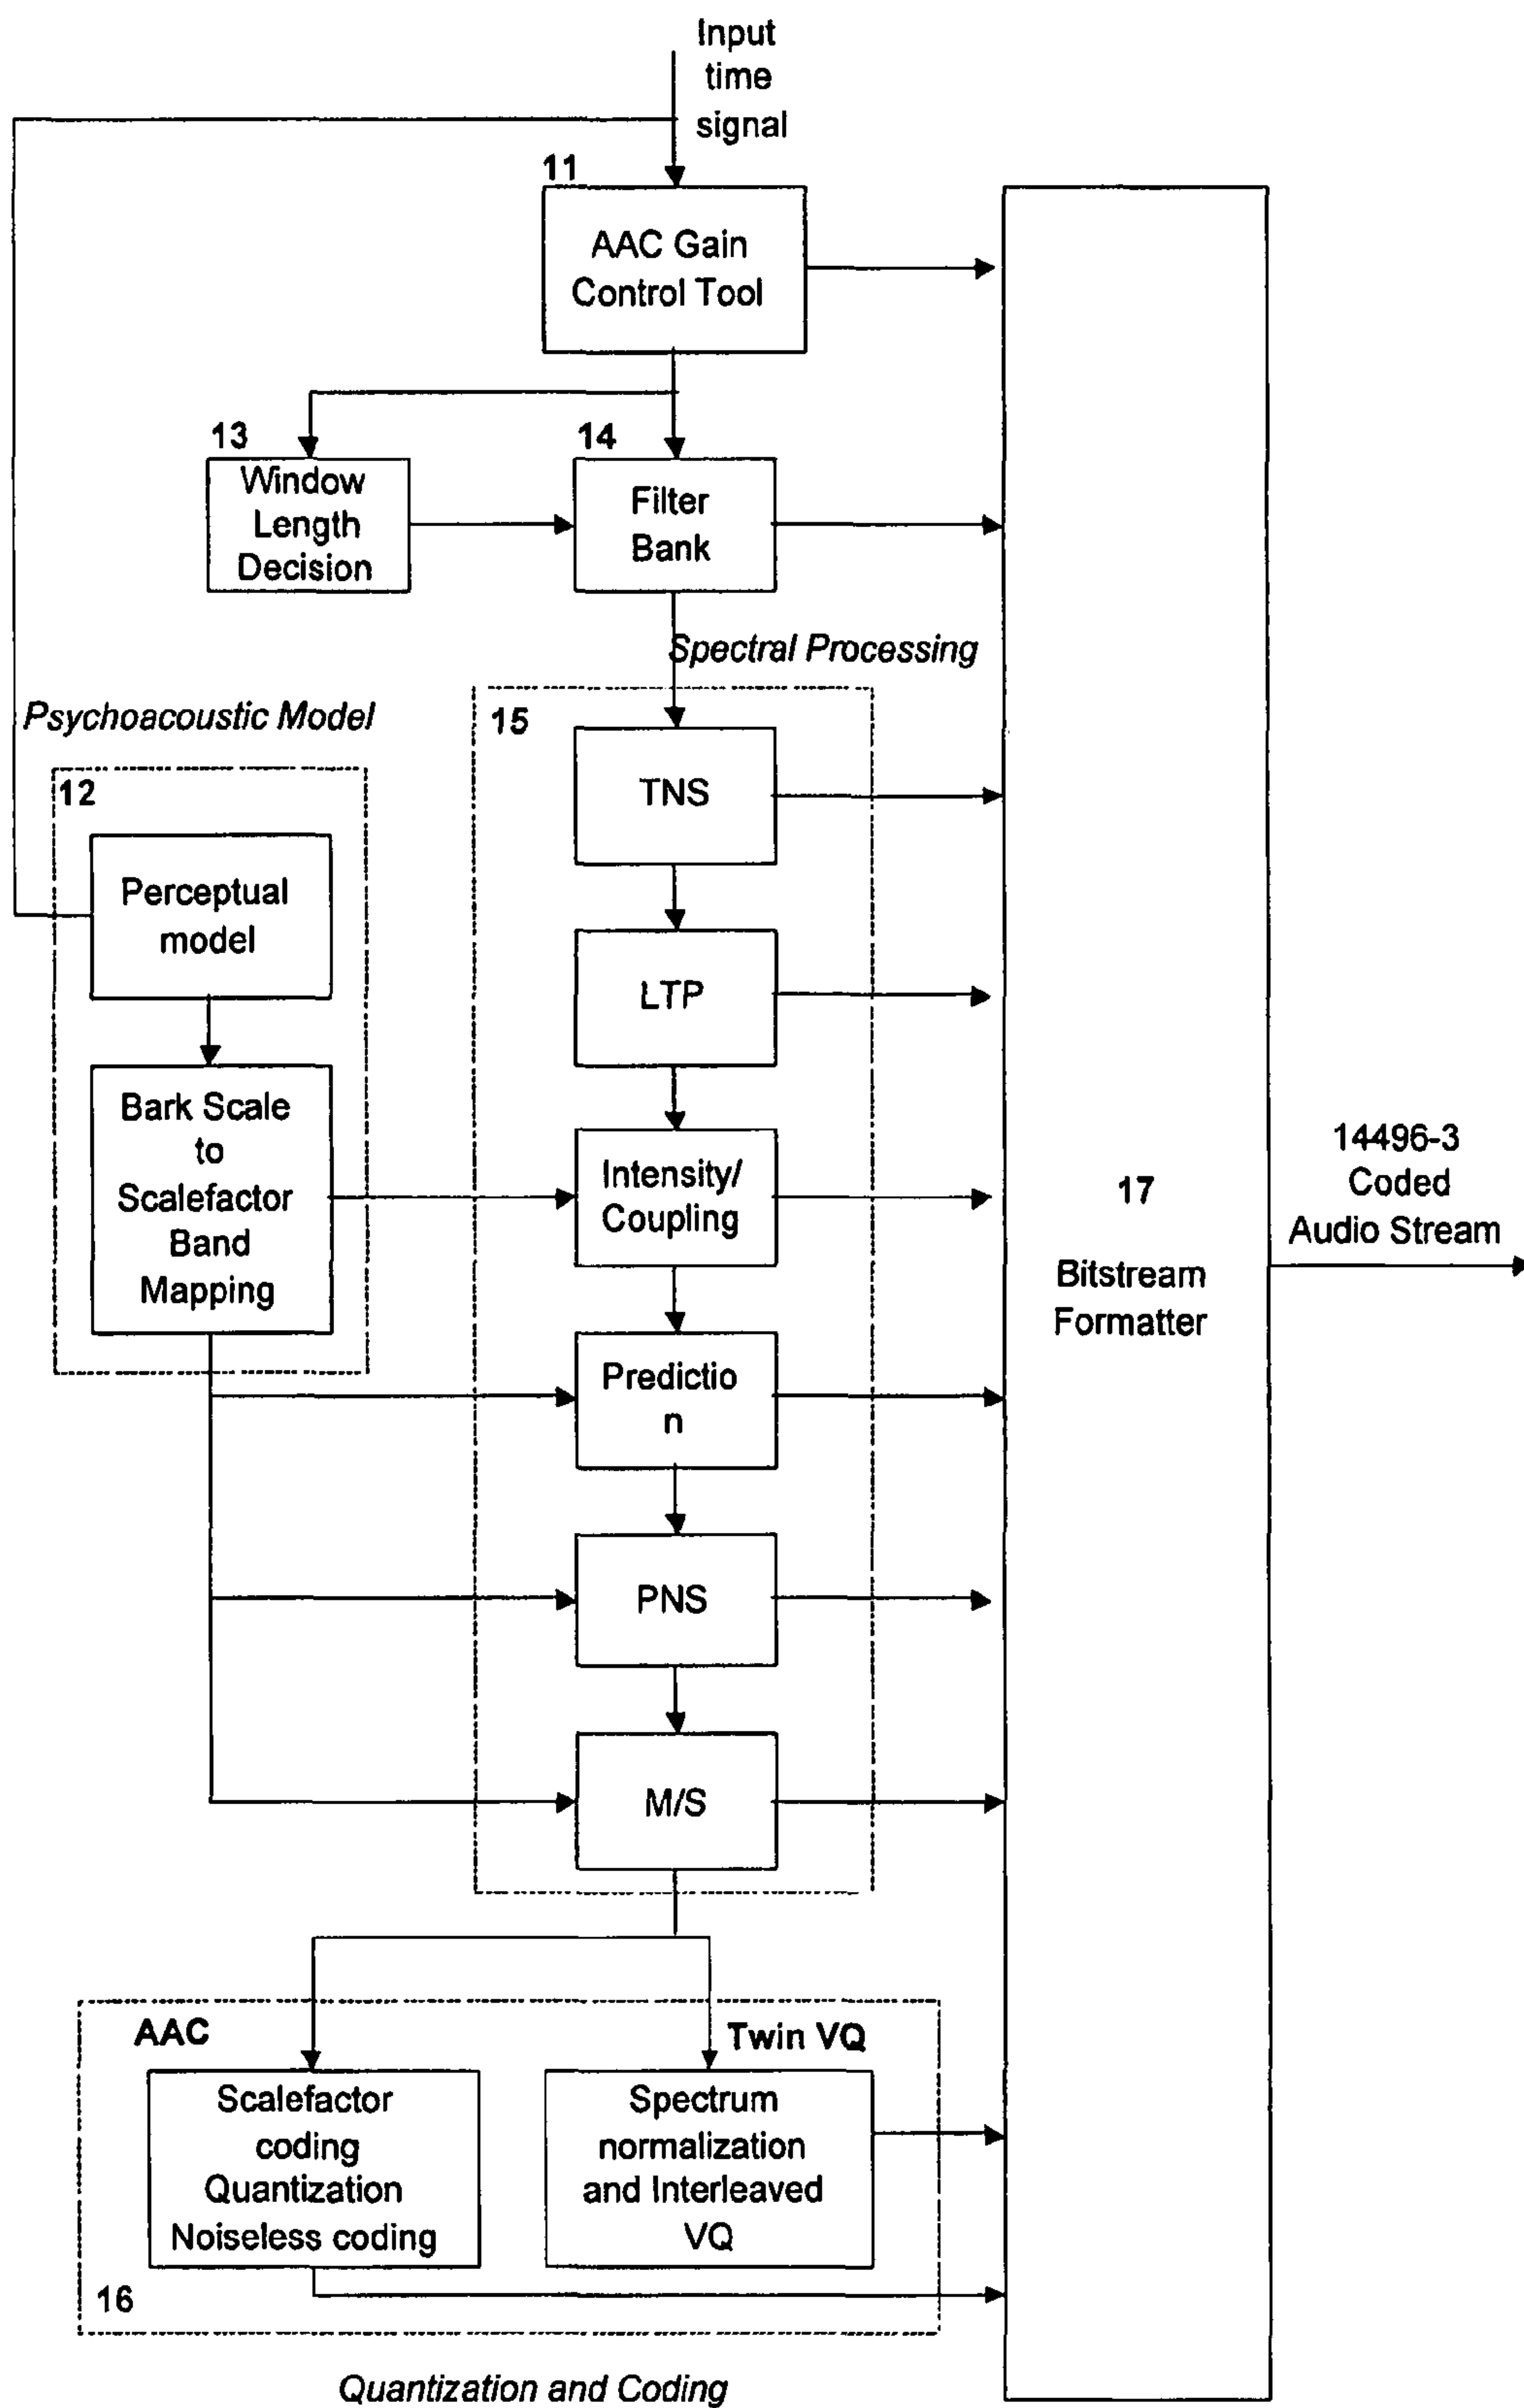 Input
time
signal
11
AAC Gain
Control Tool
13
Window
Length
Decision
14
Filter
Bank
Spectral Processing
Psychoacoustic Model
12
Perceptual
model
Bark Scale
to
Scalefactor
Band
Mapping
15
TNS
LTP
Intensity/
Coupling
Predictio
n
PNS
M/S
17
Bitstream
Formatter
14496-3
Coded
Audio Stream
AAC
Scalefactor
coding
Quantization
Noiseless coding
Twin VQ
Spectrum
normalization
and Interleaved
VQ
16
Quantization and Coding